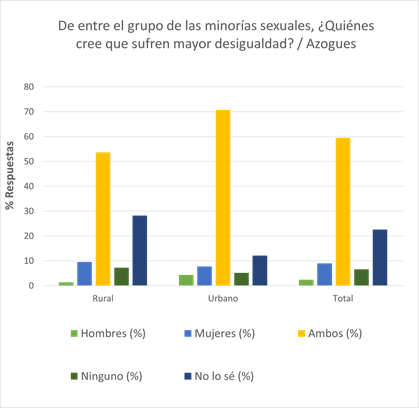 De entre el grupo de las minorías sexuales, ¿Quiénes
cree que sufren mayor desigualdad? / Azogues
% Respuestas
80
70
60
50
40
30
20
10
0
Rural Urbano Total
Hombres (%) Mujeres (%) Ambos (%)
Ninguno (%) No lo sé (%)